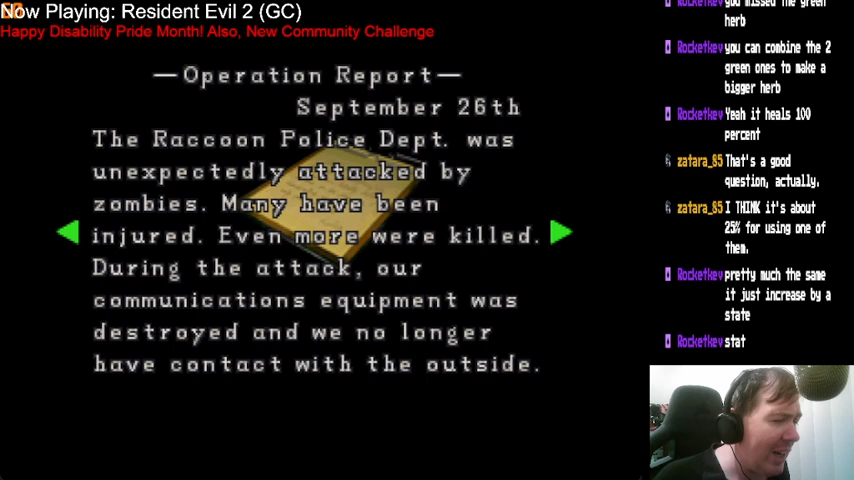 Now Playing: Resident Evil 2 (GC)
Happy Disability Pride Month! Also, New Community Challenge
—Operation Report—
September 26th
The Raccoon Police Dept. was
unexpectedly attacked by
zombies. Many have been
injured. Even more were killed.
During the attack, our
communications equipment was
destroyed and we no longer
have contact with the outside.
Rocketkev you missed the green
herb
Rocketkev you can combine the 2
green ones to make a
bigger herb
Rocketkev Yeah it heals 100
percent
zatara_85 That's a good
question, actually.
zatara_85 I THINK it's about
25% for using one of
them.
Rocketkev pretty much the same
it just increase by a
state
Rocketkev stat